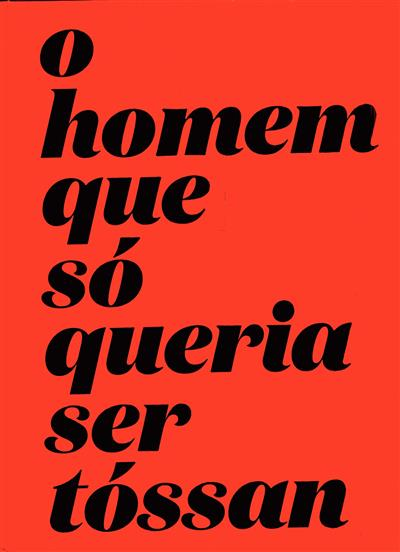 o
homem
que
só
queria
ser
tóssan